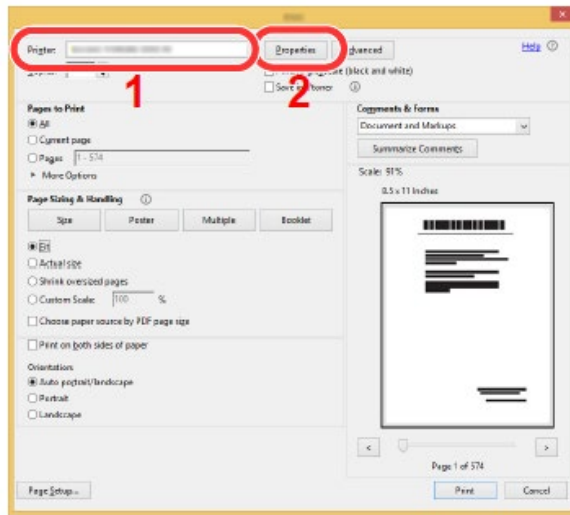 Printer:
Properties
Advanced
Help
1
2
(black and white)
Save ink/toner
Pages to Print
All
Current page
Pages 1 - 574
More Options
Page Sizing & Handling
Size Poster Multiple Booklet
Fit
Actual size
Shrink oversized pages
Custom Scale: 100 %
Choose paper source by PDF page size
Print on both sides of paper
Orientation:
Auto portrait/landscape
Portrait
Landscape
Comments & Forms
Document and Markups
Summarize Comments
Scale: 91%
8.5 x 11 Inches
< >
Page 1 of 574
Page Setup...
Print Cancel